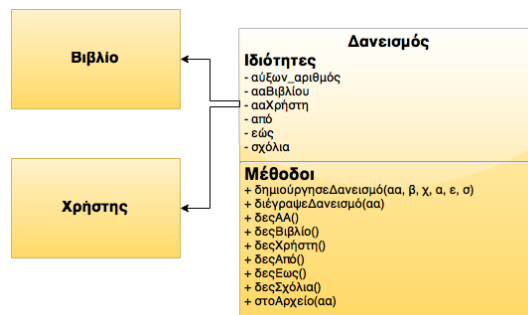 Βιβλίο
Χρήστης
Δανεισμός
Ιδιότητες
- αύξων_αριθμός
- ααΒιβλίου
- ααΧρήστη
- από
- εώς
- σχόλια
Μέθοδοι
+ δημιούργησεΔανεισμό(αα, β, χ, α, ε, σ)
+ διέγραψεΔανεισμό(αα)
+ δεςΑΑ()
+ δεςΒιβλίο()
+ δεςΧρήστη()
+ δεςΑπό()
+ δεςΕως()
+ δεςΣχόλια()
+ στοΑρχείο(αα)